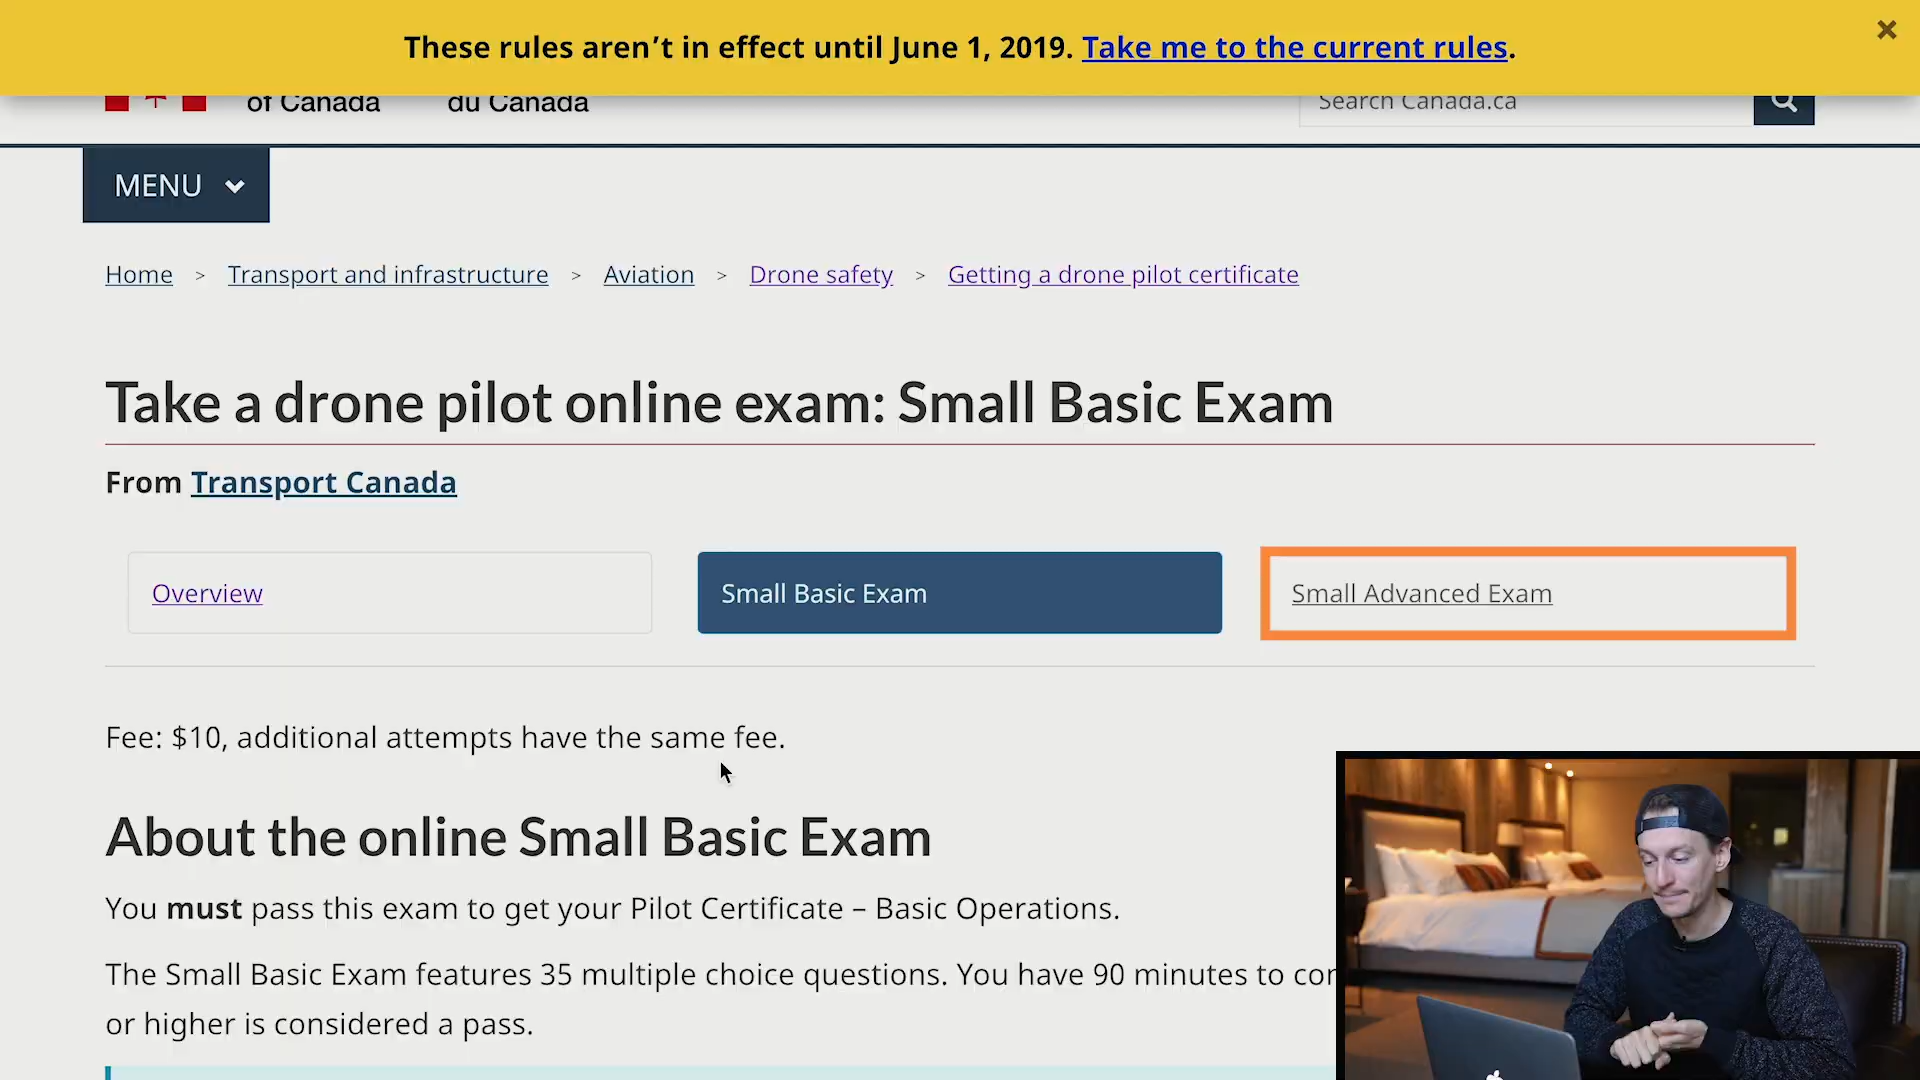 These rules aren't in effect until June 1, 2019. Take me to the current rules.
of Canada du Canada
Search Canada.ca
MENU
Home > Transport and infrastructure > Aviation > Drone safety > Getting a drone pilot certificate
Take a drone pilot online exam: Small Basic Exam
From Transport Canada
Overview Small Basic Exam Small Advanced Exam
Fee: $10, additional attempts have the same fee.
About the online Small Basic Exam
You must pass this exam to get your Pilot Certificate – Basic Operations.
The Small Basic Exam features 35 multiple choice questions. You have 90 minutes to
or higher is considered a pass.